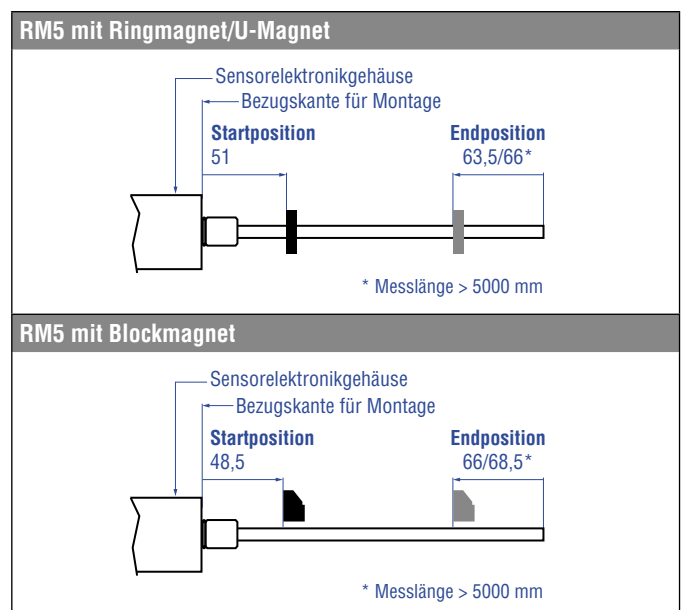 RM5 mit Ringmagnet/U-Magnet
Sensorelektronikgehäuse
Bezugskante für Montage
Startposition
51
Endposition
63,5/66*
* Messlänge > 5000 mm
RM5 mit Blockmagnet
Sensorelektronikgehäuse
Bezugskante für Montage
Startposition
48,5
Endposition
66/68,5*
* Messlänge > 5000 mm